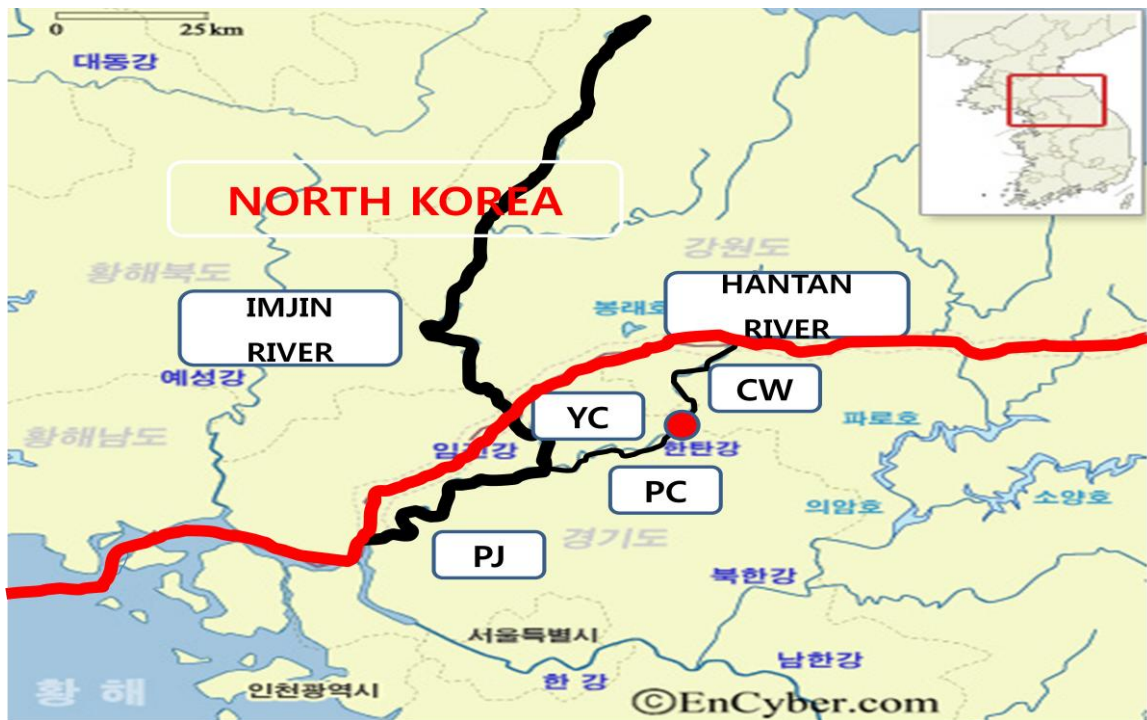 0 25 km
대동강
NORTH KOREA
강원도
황해북도
HANTAN
RIVER
IMJIN
RIVER
봉래호
예성강
CW
YC
파로호
황해남도
임진강
한탄강
PC
의암호
소양호
경기도
PJ
북한강
서울특별시
남한강
한 강
황 해
인천광역시
©EnCyber.com